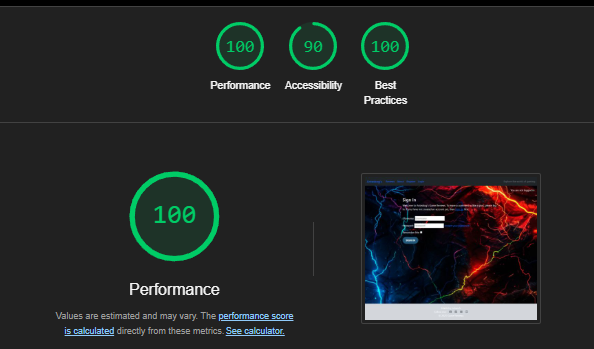 100
90
100
Performance
Accessibility
Best
Practices
100
Performance
Values are estimated and may vary. The performance score
is calculated directly from these metrics. See calculator.
Sign In